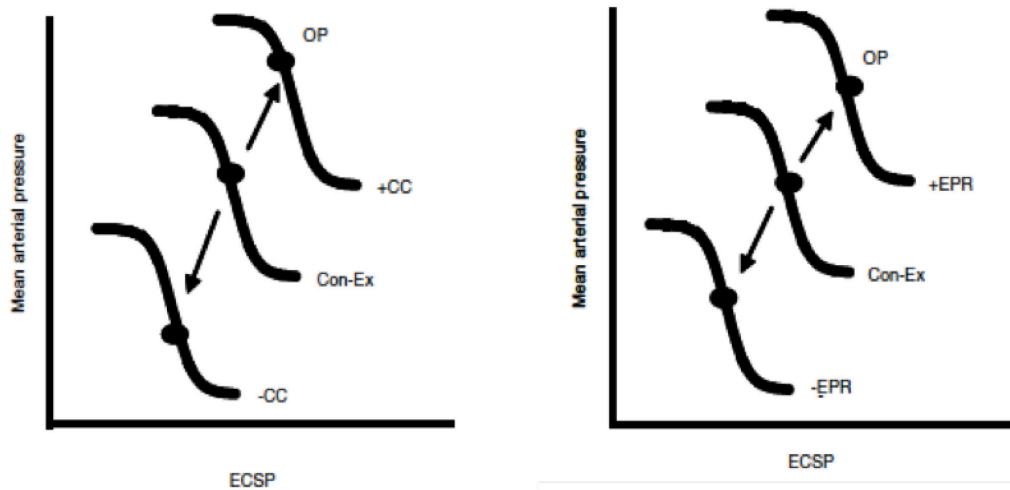 OP
Mean arterial pressure
+CC
Con-Ex
-CC
ECSP
OP
Mean arterial pressure
+EPR
Con-Ex
-EPR
ECSP